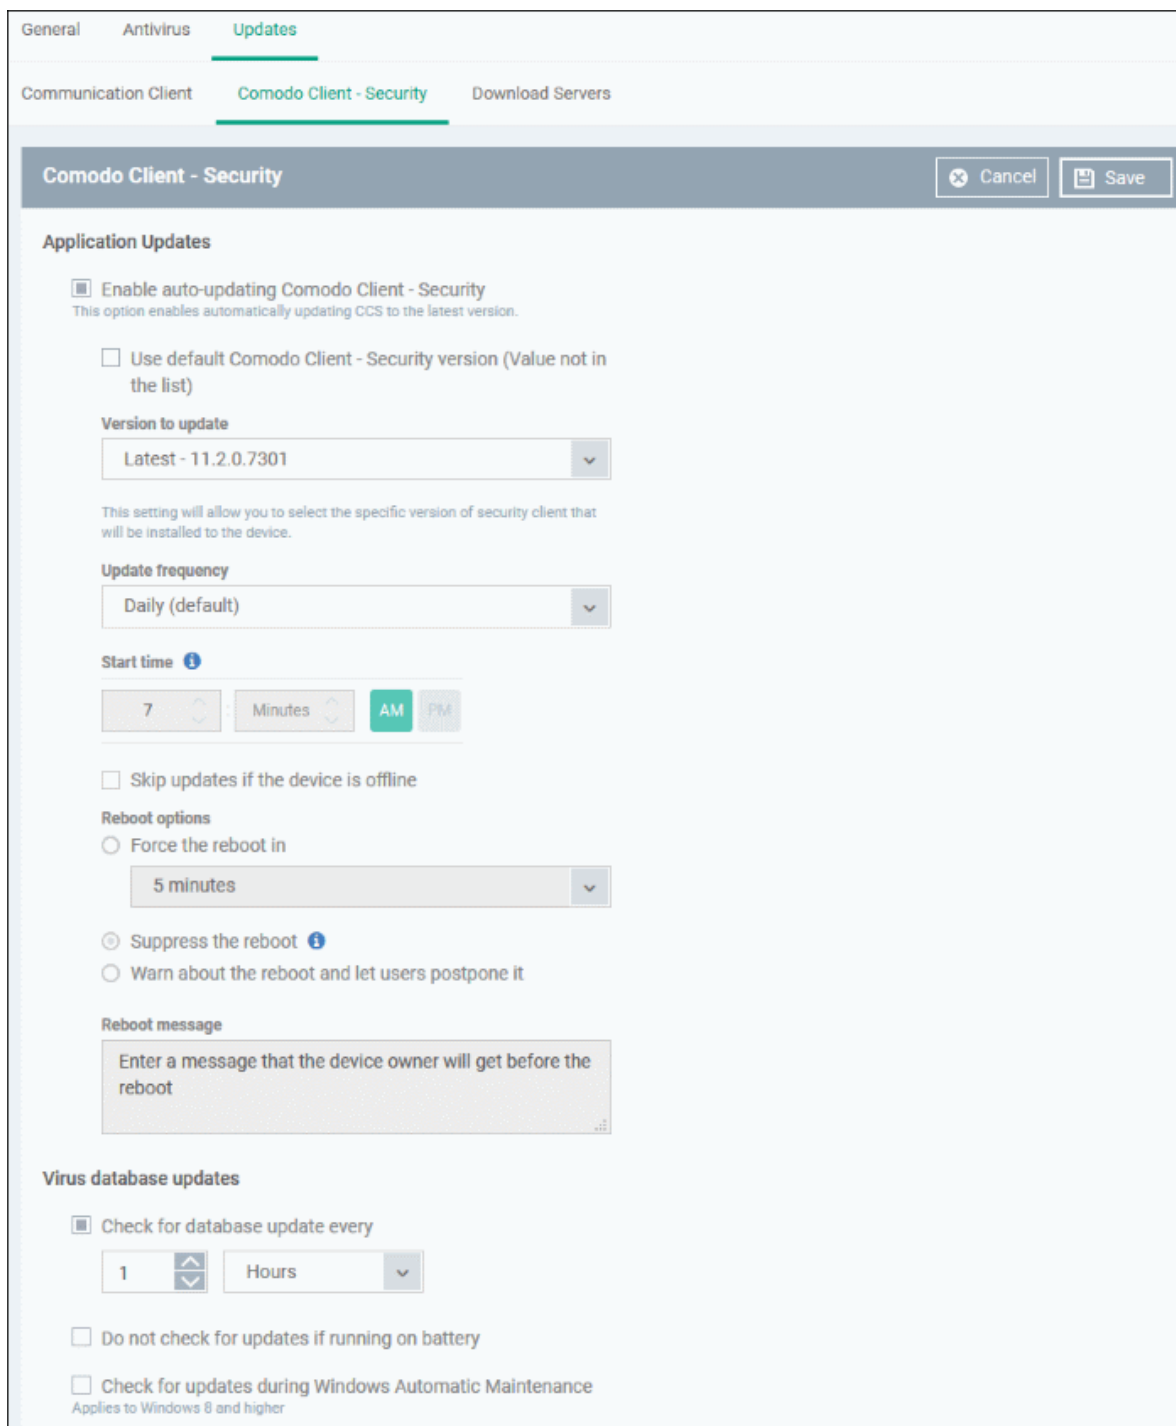 General Antivirus Updates
Communication Client Comodo Client - Security Download Servers
Comodo Client - Security Cancel Save
Application Updates
Enable auto-updating Comodo Client - Security
This option enables automatically updating CCS to the latest version.
Use default Comodo Client - Security version (Value not in
the list)
Version to update
Latest - 11.2.0.7301
This setting will allow you to select the specific version of security client that
will be installed to the device.
Update frequency
Daily (default)
Start time
7 : Minutes AM PM
Skip updates if the device is offline
Reboot options
Force the reboot in
5 minutes
Suppress the reboot
Warn about the reboot and let users postpone it
Reboot message
Enter a message that the device owner will get before the
reboot
Virus database updates
Check for database update every
1 Hours
Do not check for updates if running on battery
Check for updates during Windows Automatic Maintenance
Applies to Windows 8 and higher